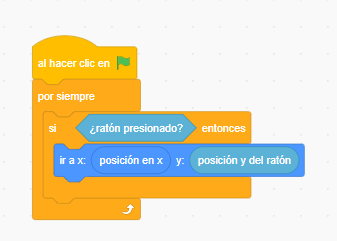 al hacer clic en
por siempre
si ¿ratón presionado? entonces
ir a x: posición en x y: posición y del ratón